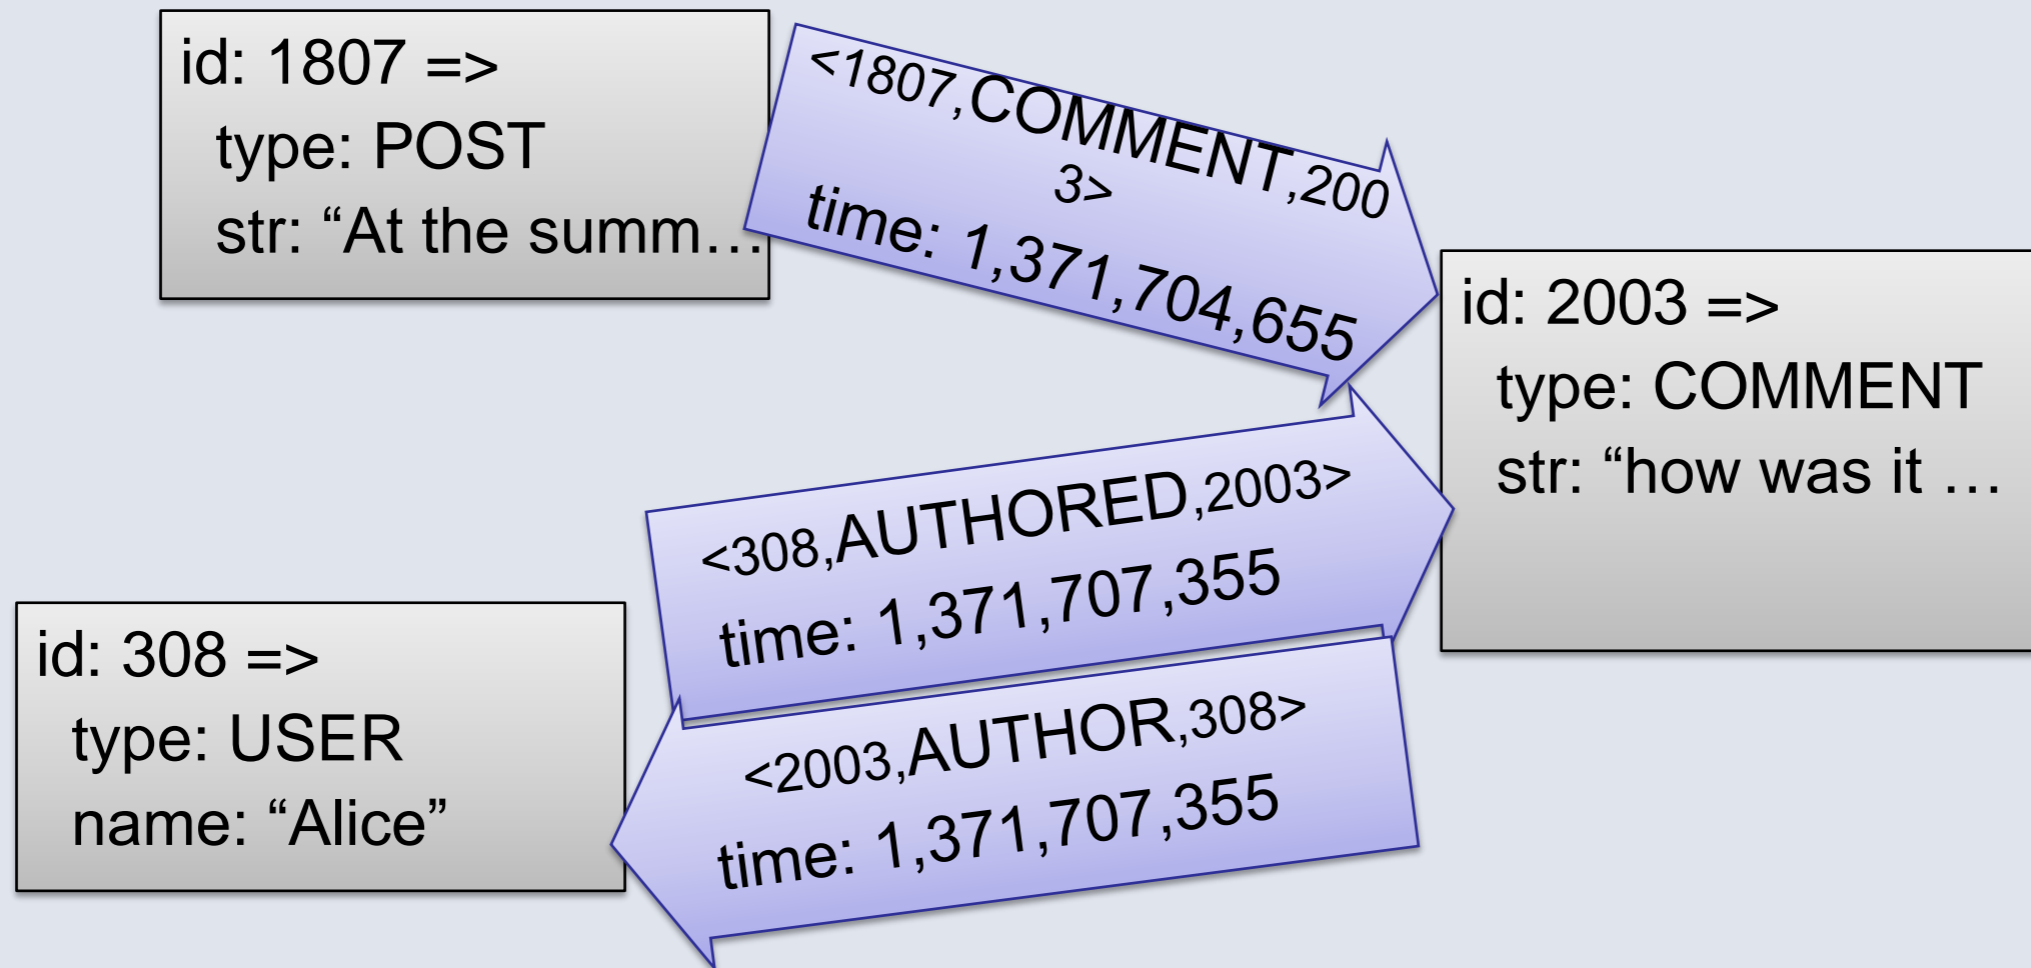 id: 1807 =>
type: POST
str: “At the summ…
<1807,COMMENT,200
3>
time: 1,371,704,655
id: 2003 =>
type: COMMENT
str: “how was it …
<308,AUTHORED,2003>
time: 1,371,707,355
id: 308 =>
type: USER
name: “Alice”
<2003,AUTHOR,308>
time: 1,371,707,355